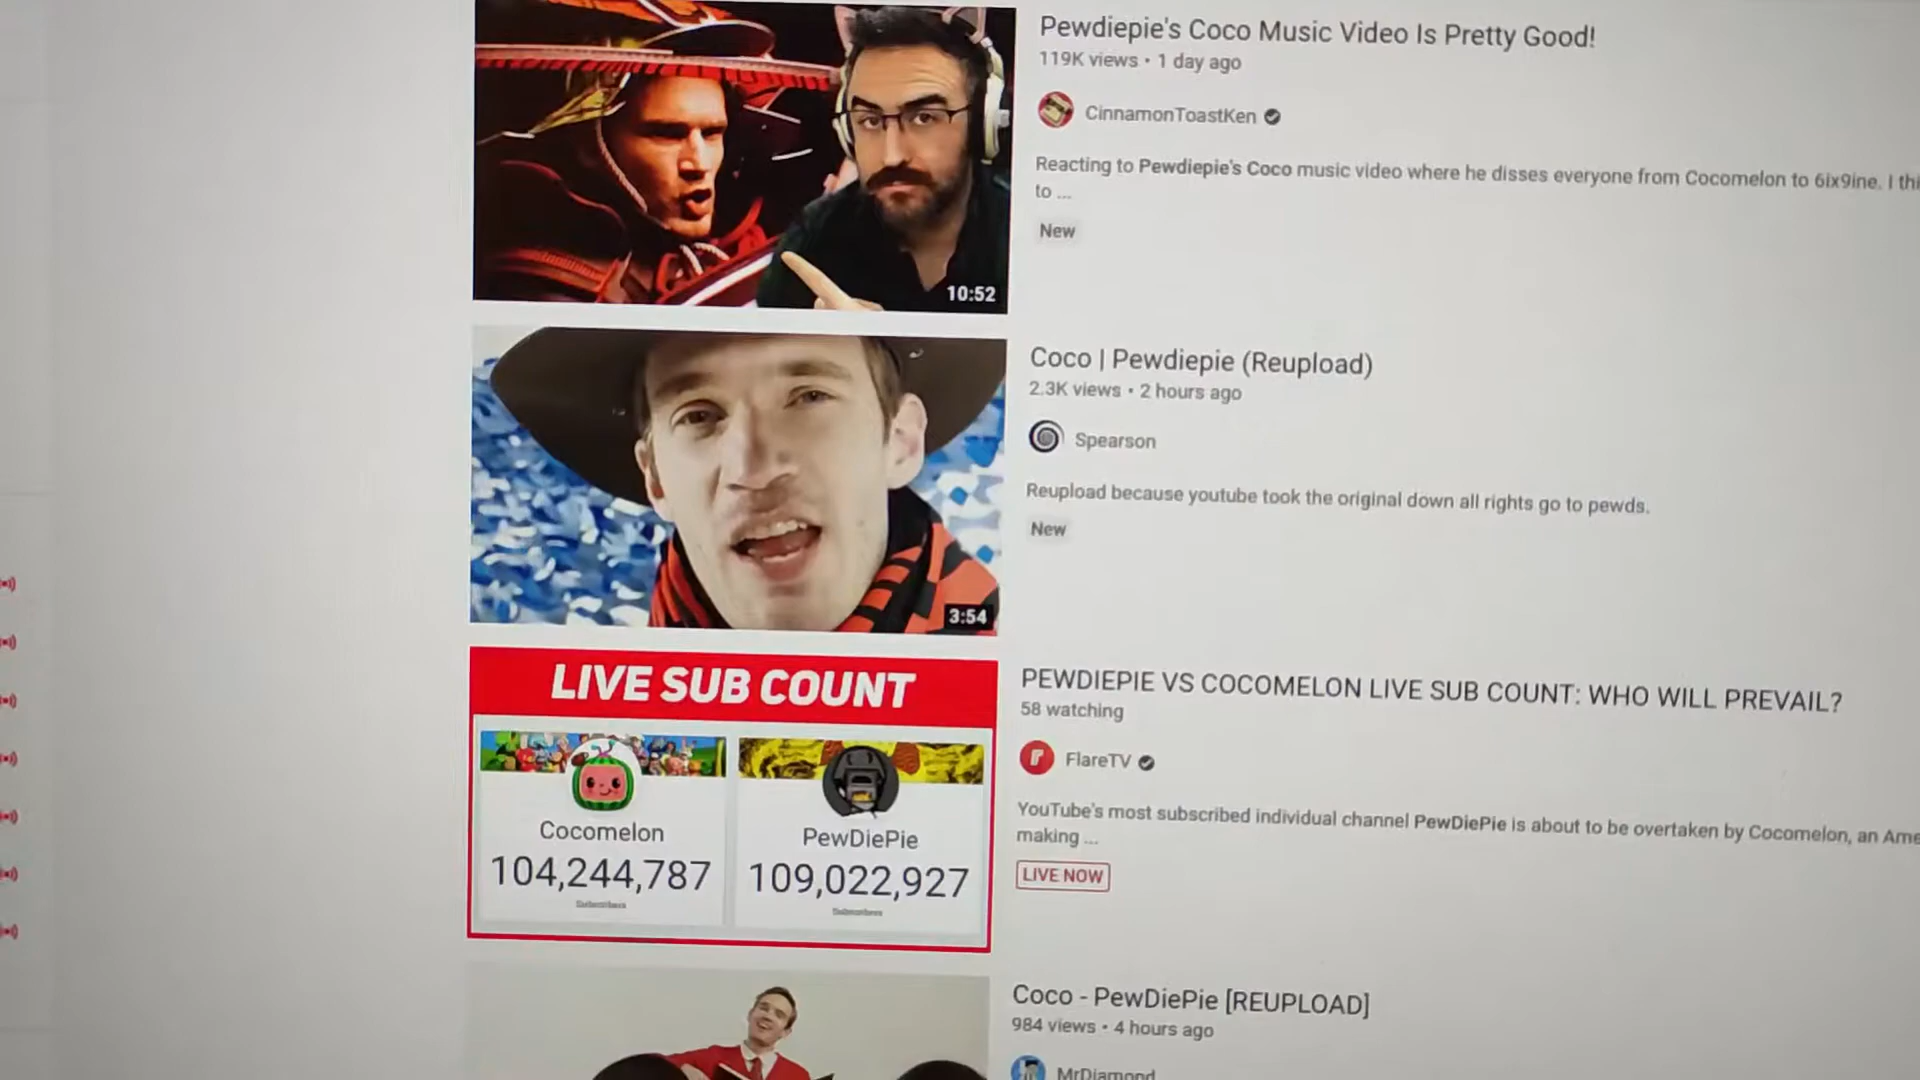 Pewdiepie's Coco Music Video Is Pretty Good!
119K views • 1 day ago
CinnamonToastKen
Reacting to Pewdiepie's Coco music video where he disses everyone from Cocomelon to 6ix9ine. I thi
to ...
New
10:52
Coco | Pewdiepie (Reupload)
2.3K views • 2 hours ago
Spearson
Reupload because youtube took the original down all rights go to pewds.
New
3:54
LIVE SUB COUNT
Cocomelon
104,244,787
Subscribers
PewDiePie
109,022,927
Subscribers
PEWDIEPIE VS COCOMELON LIVE SUB COUNT: WHO WILL PREVAIL?
58 watching
FlareTV
YouTube's most subscribed individual channel PewDiePie is about to be overtaken by Cocomelon, an Ame
making ...
LIVE NOW
Coco - PewDiePie [REUPLOAD]
984 views • 4 hours ago
MrDiamond